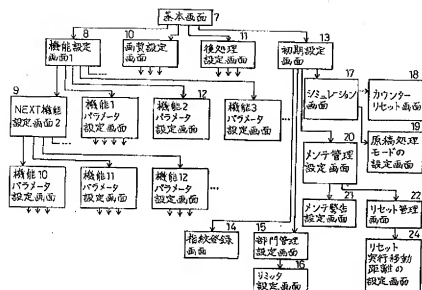 基本画面 7
8
機能設定
画面1
10
画質設定
画面
11
後処理設定
画面
13
初期設定
画面
9
NEXT機能
設定画面2
機能1
パラメータ
設定画面
機能2
パラメータ
設定画面
12
機能3
パラメータ
設定画面
17
シミュレーション
画面
18
カウンター
リセット画面
19
原稿処理
モードの
設定画面
20
メンテ管理
設定画面
機能10
パラメータ
設定画面
機能11
パラメータ
設定画面
機能12
パラメータ
設定画面
21
メンテ警告
設定画面
22
リセット管理
画面
14
指紋登録画面
15
部門管理
設定画面
16
リミッタ
設定画面
24
リセット
実行移動
距離の
設定画面